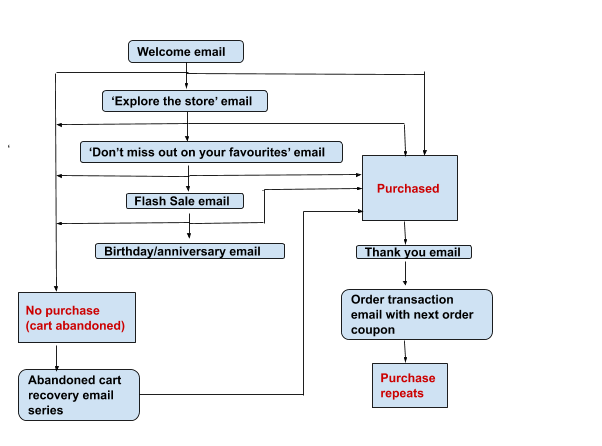 Welcome email
‘Explore the store’ email
‘Don’t miss out on your favourites’ email
Purchased
Flash Sale email
Birthday/anniversary email
Thank you email
No purchase
(cart abandoned)
Order transaction
email with next order
coupon
Abandoned cart
recovery email
series
Purchase
repeats